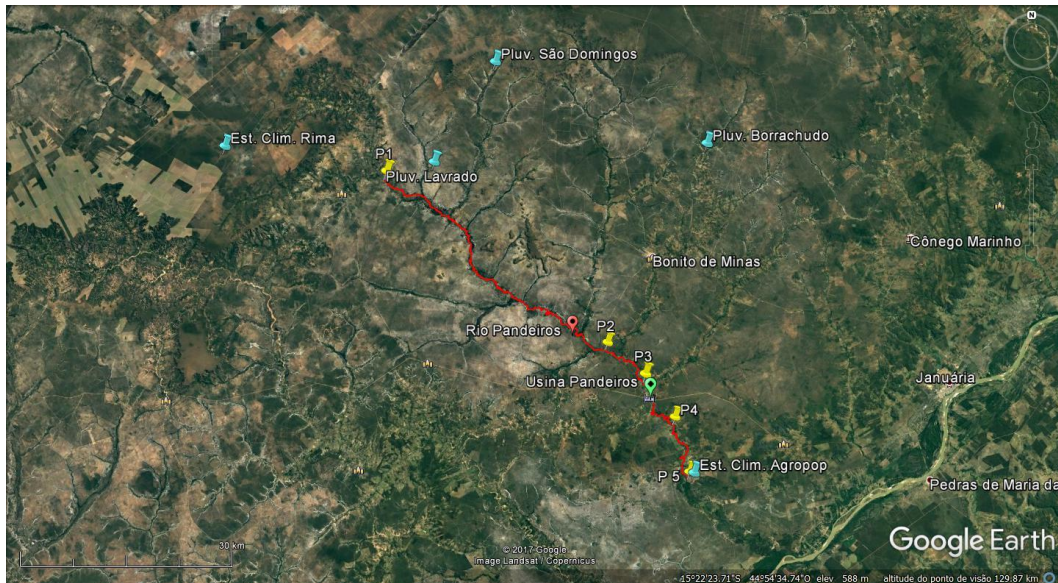 N
Pluv. São Domingos
Est. Clim. Rima
Pluv. Borrachudo
P1
Pluv. Lavrado
Cônego Marinho
Bonito de Minas
Rio Pandeiros
P2
P3
Usina Pandeiros
Januária
P4
Est. Clim. Agropop
P 5
Pedras de Maria da
30 km
© 2017 Google
Image Landsat / Copernicus
Google Earth
15°22'23.71"S 44°54'34.74"O elev 588 m altitude do ponto de visão 129.87 km